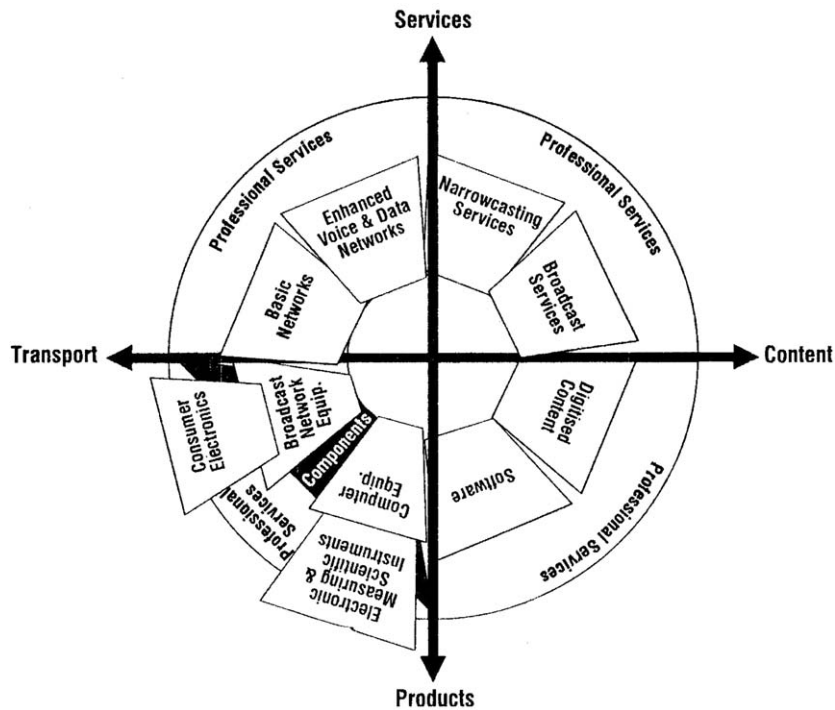 Services
Professional Services
Professional Services
Enhanced
Voice & Data
Networks
Narrowcasting
Services
Basic
Networks
Broadcast
Services
Transport
Content
Consumer
Electronics
Broadcast
Network
Equip.
Components
Digitised
Content
Professional
Services
Computer
Equip.
Software
Professional Services
Electronic
Measuring &
Scientific
Instruments
Products